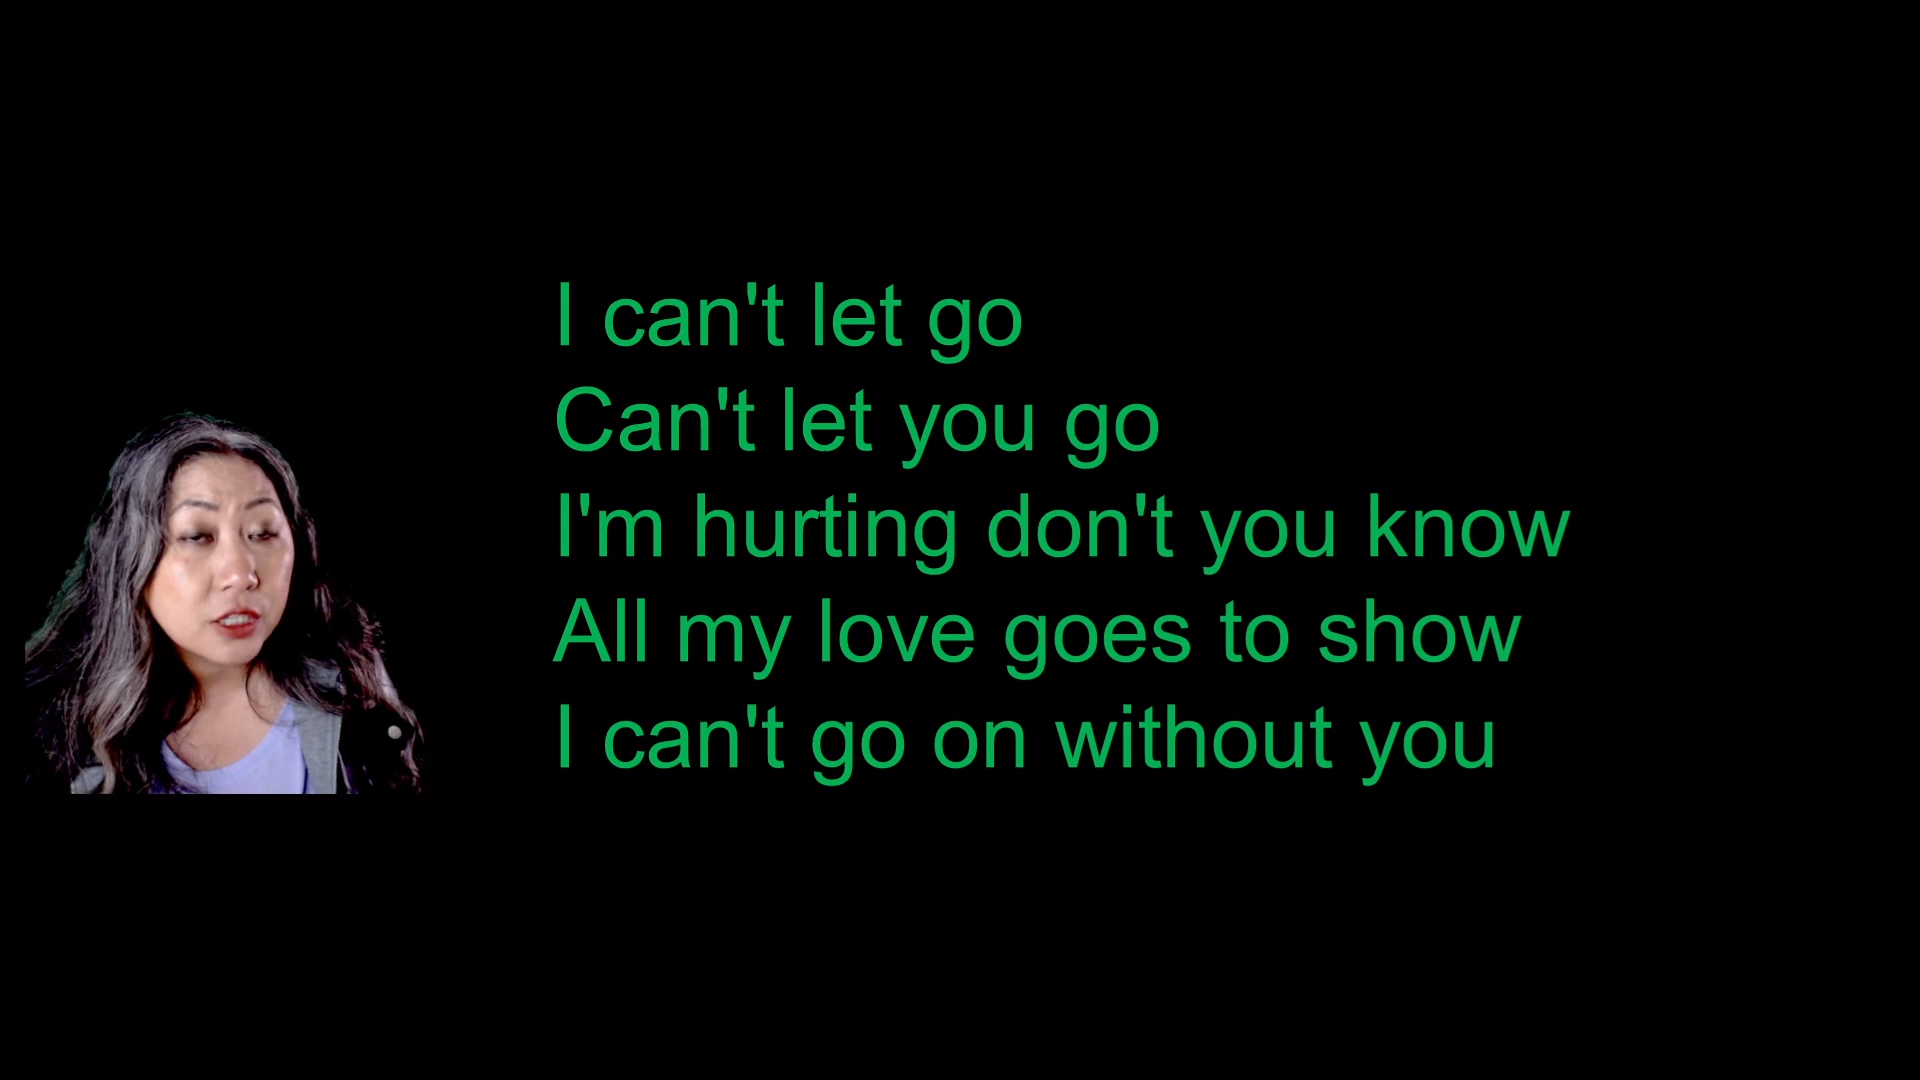 I can't let go
Can't let you go
I'm hurting don't you know
All my love goes to show
I can't go on without you